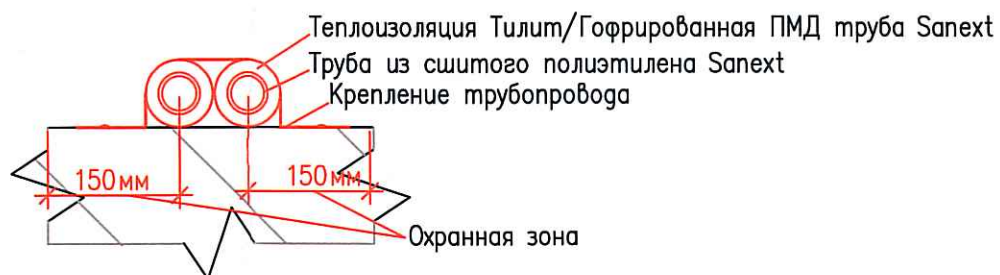 Теплоизоляция Тилит/Гофрированная ПМД труба Sanext
Труба из сшитого полиэтилена Sanext
Крепление трубопровода
150мм 150мм
Охранная зона